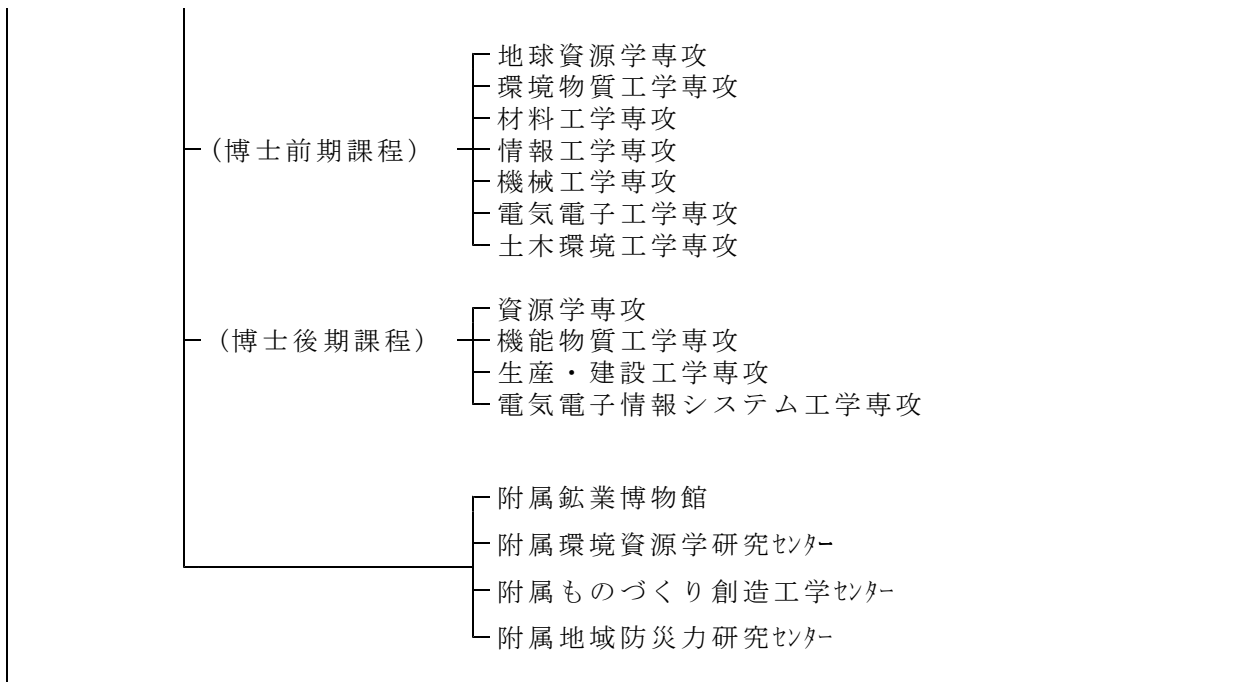 地球資源学専攻
環境物質工学専攻
材料工学専攻
(博士前期課程) 情報工学専攻
機械工学専攻
電気電子工学専攻
土木環境工学専攻
資源学専攻
(博士後期課程) 機能物質工学専攻
生産・建設工学専攻
電気電子情報システム工学専攻
附属鉱業博物館
附属環境資源学研究ｾﾝﾀｰ
附属ものづくり創造工学ｾﾝﾀｰ
附属地域防災力研究ｾﾝﾀｰ